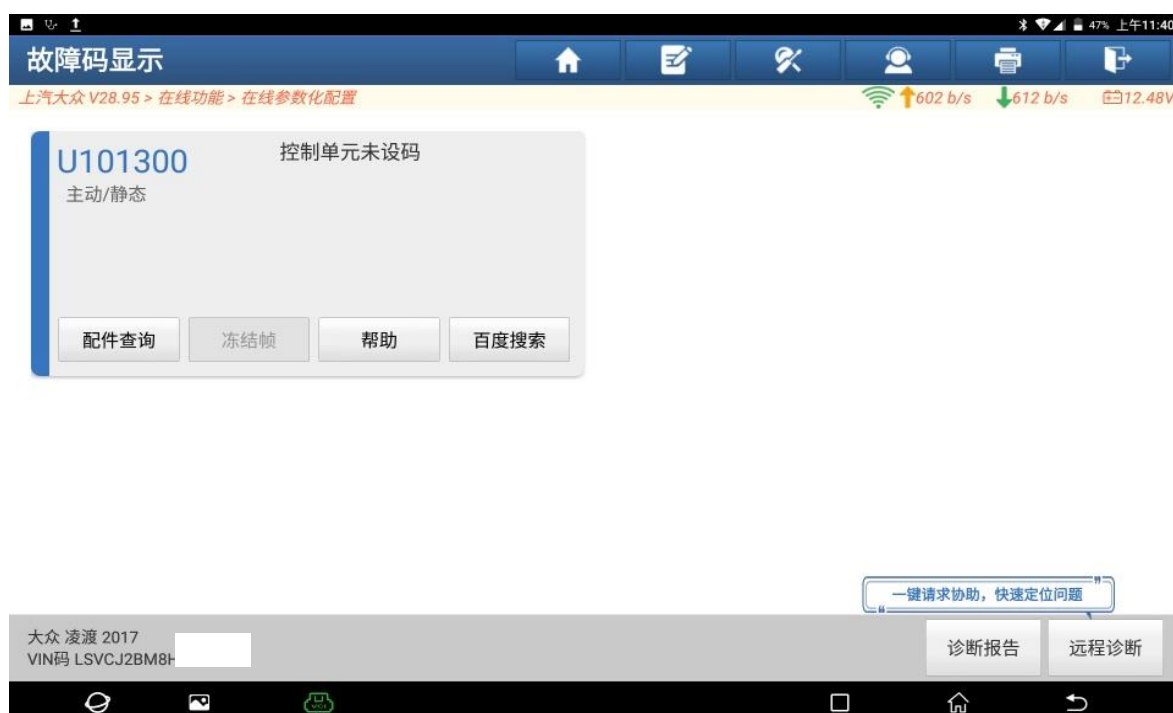 47% 上午11:40
故障码显示
上汽大众 V28.95 > 在线功能 > 在线参数化配置
602 b/s 612 b/s 12.48V
U101300 控制单元未设码
主动/静态
配件查询 冻结帧 帮助 百度搜索
一键请求协助，快速定位问题
大众 凌渡 2017
VIN码 LSVCJ2BM8H
诊断报告 远程诊断
VCI